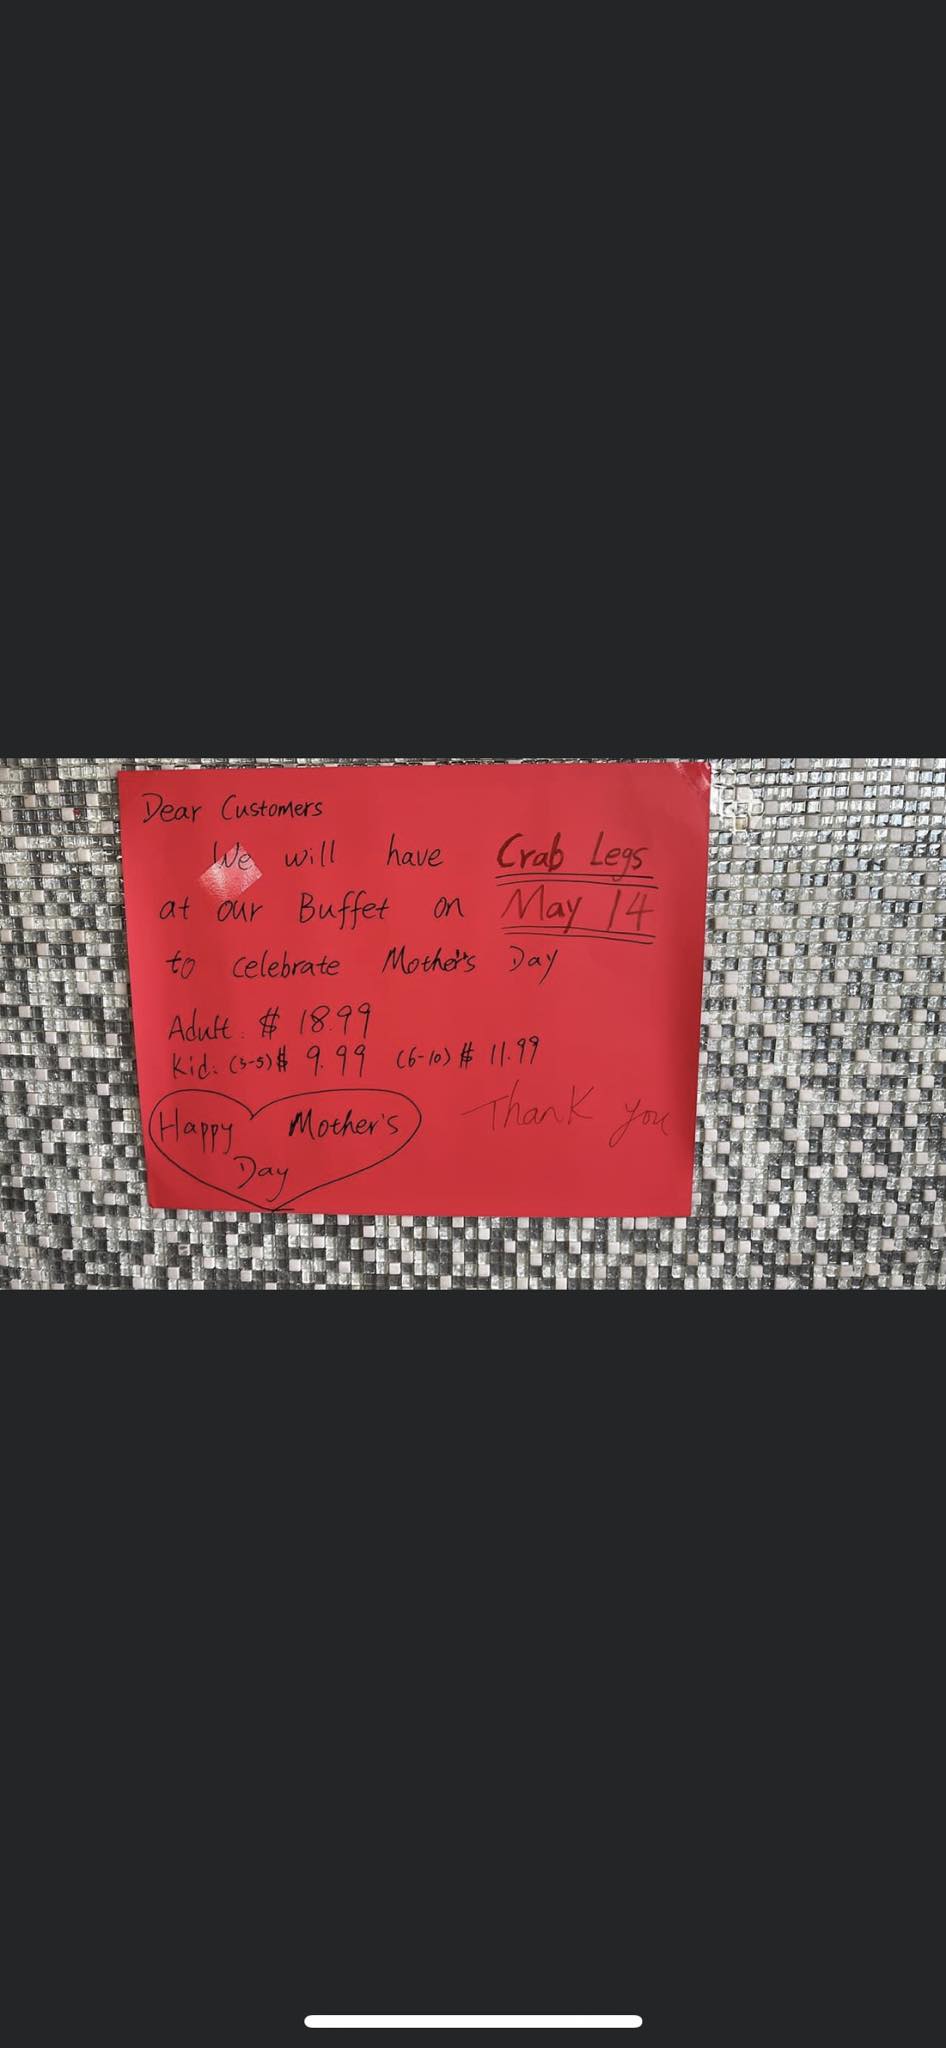 Dear Customers
We will have Crab Legs
at our Buffet on May 14
to celebrate Mother's Day
Adult: $ 18.99
Kid: (3-5) $ 9.99 (6-10) $ 11.99
Happy Mother's
Day
Thank you